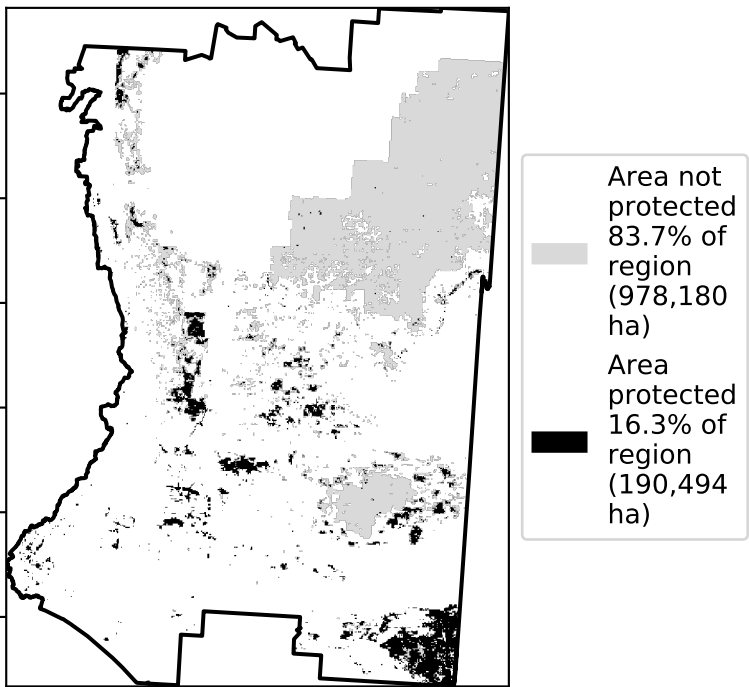 Area not
protected
83.7% of
region
(978,180
ha)
Area
protected
16.3% of
region
(190,494
ha)